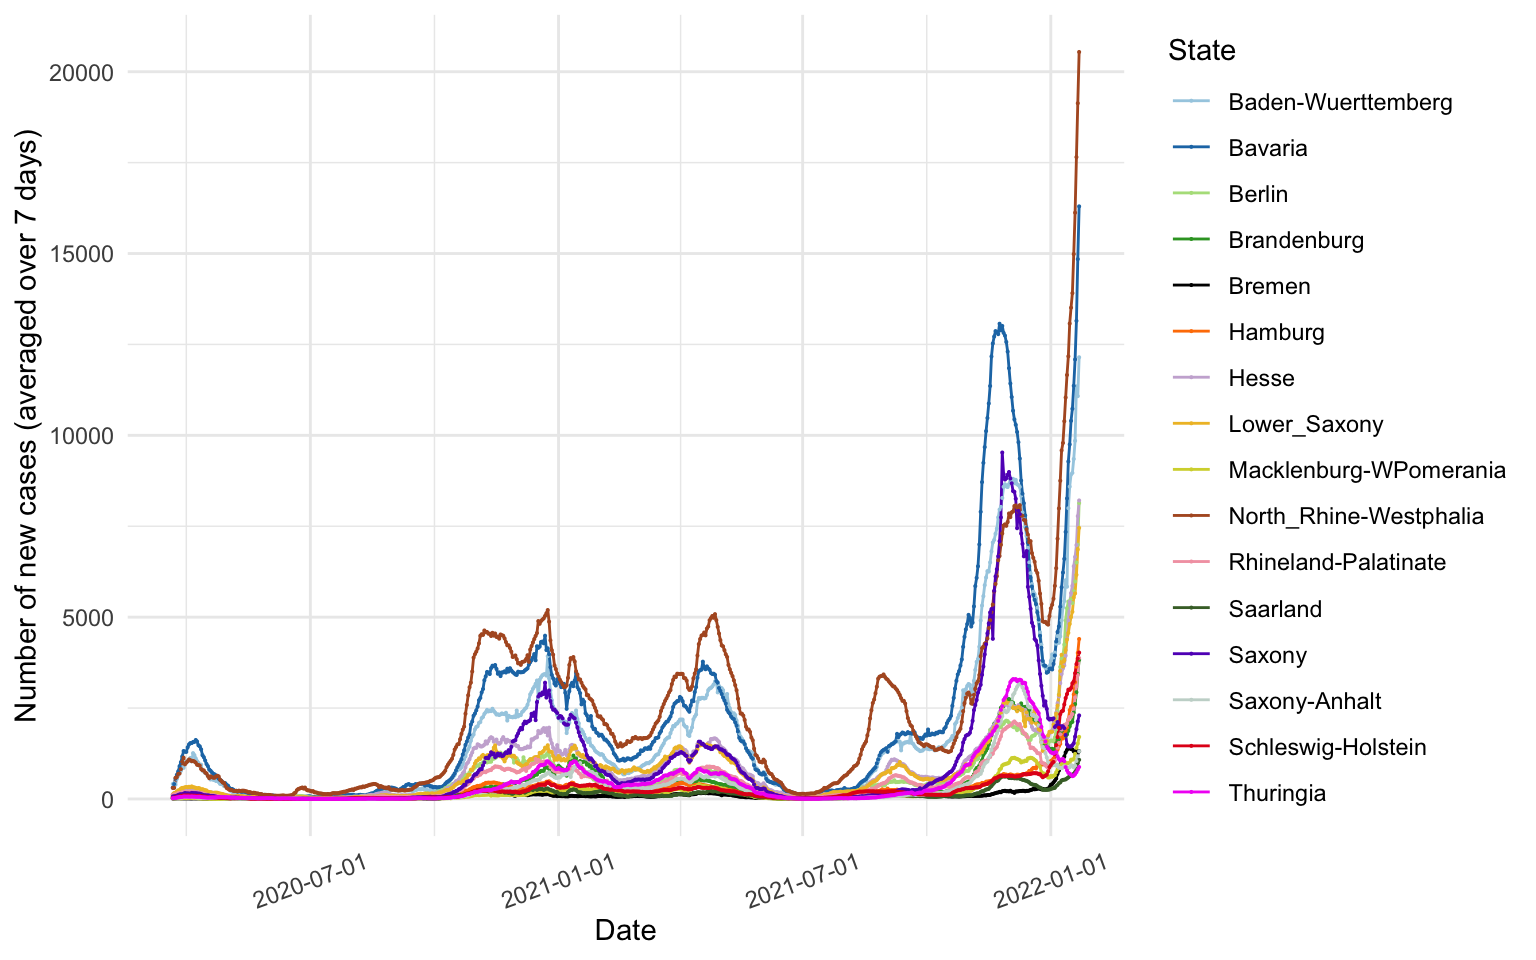 Number of new cases (averaged over 7 days)
20000
15000
10000
5000
0
2020-07-01
2021-01-01
2021-07-01
2022-01-01
Date
State
Baden-Wuerttemberg
Bavaria
Berlin
Brandenburg
Bremen
Hamburg
Hesse
Lower_Saxony
Macklenburg-WPomerania
North_Rhine-Westphalia
Rhineland-Palatinate
Saarland
Saxony
Saxony-Anhalt
Schleswig-Holstein
Thuringia